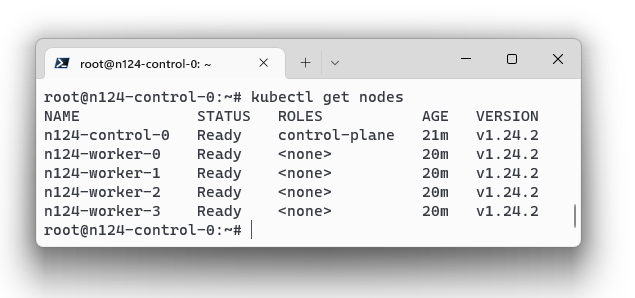 root@n124-control-0: ~
root@n124-control-0:~# kubectl get nodes
NAME STATUS ROLES AGE VERSION
n124-control-0 Ready control-plane 21m v1.24.2
n124-worker-0 Ready <none> 20m v1.24.2
n124-worker-1 Ready <none> 20m v1.24.2
n124-worker-2 Ready <none> 20m v1.24.2
n124-worker-3 Ready <none> 20m v1.24.2
root@n124-control-0:~#